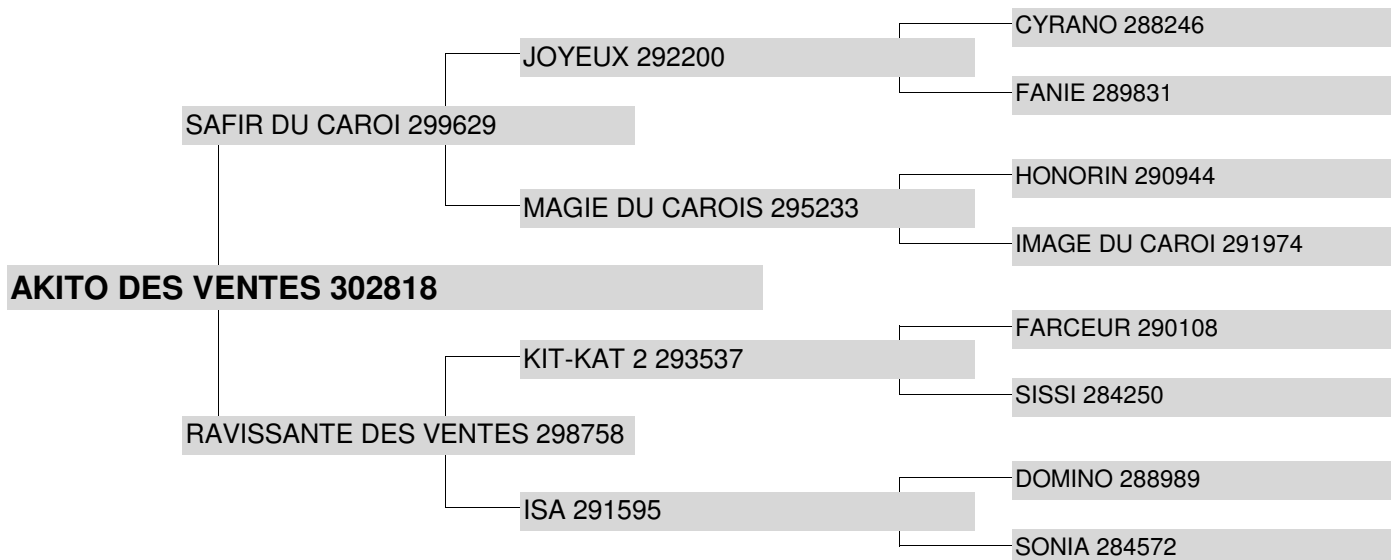 CYRANO 288246
JOYEUX 292200
FANIE 289831
SAFIR DU CAROI 299629
HONORIN 290944
MAGIE DU CAROIS 295233
IMAGE DU CAROI 291974
AKITO DES VENTES 302818
FARCEUR 290108
KIT-KAT 2 293537
SISSI 284250
RAVISSANTE DES VENTES 298758
DOMINO 288989
ISA 291595
SONIA 284572